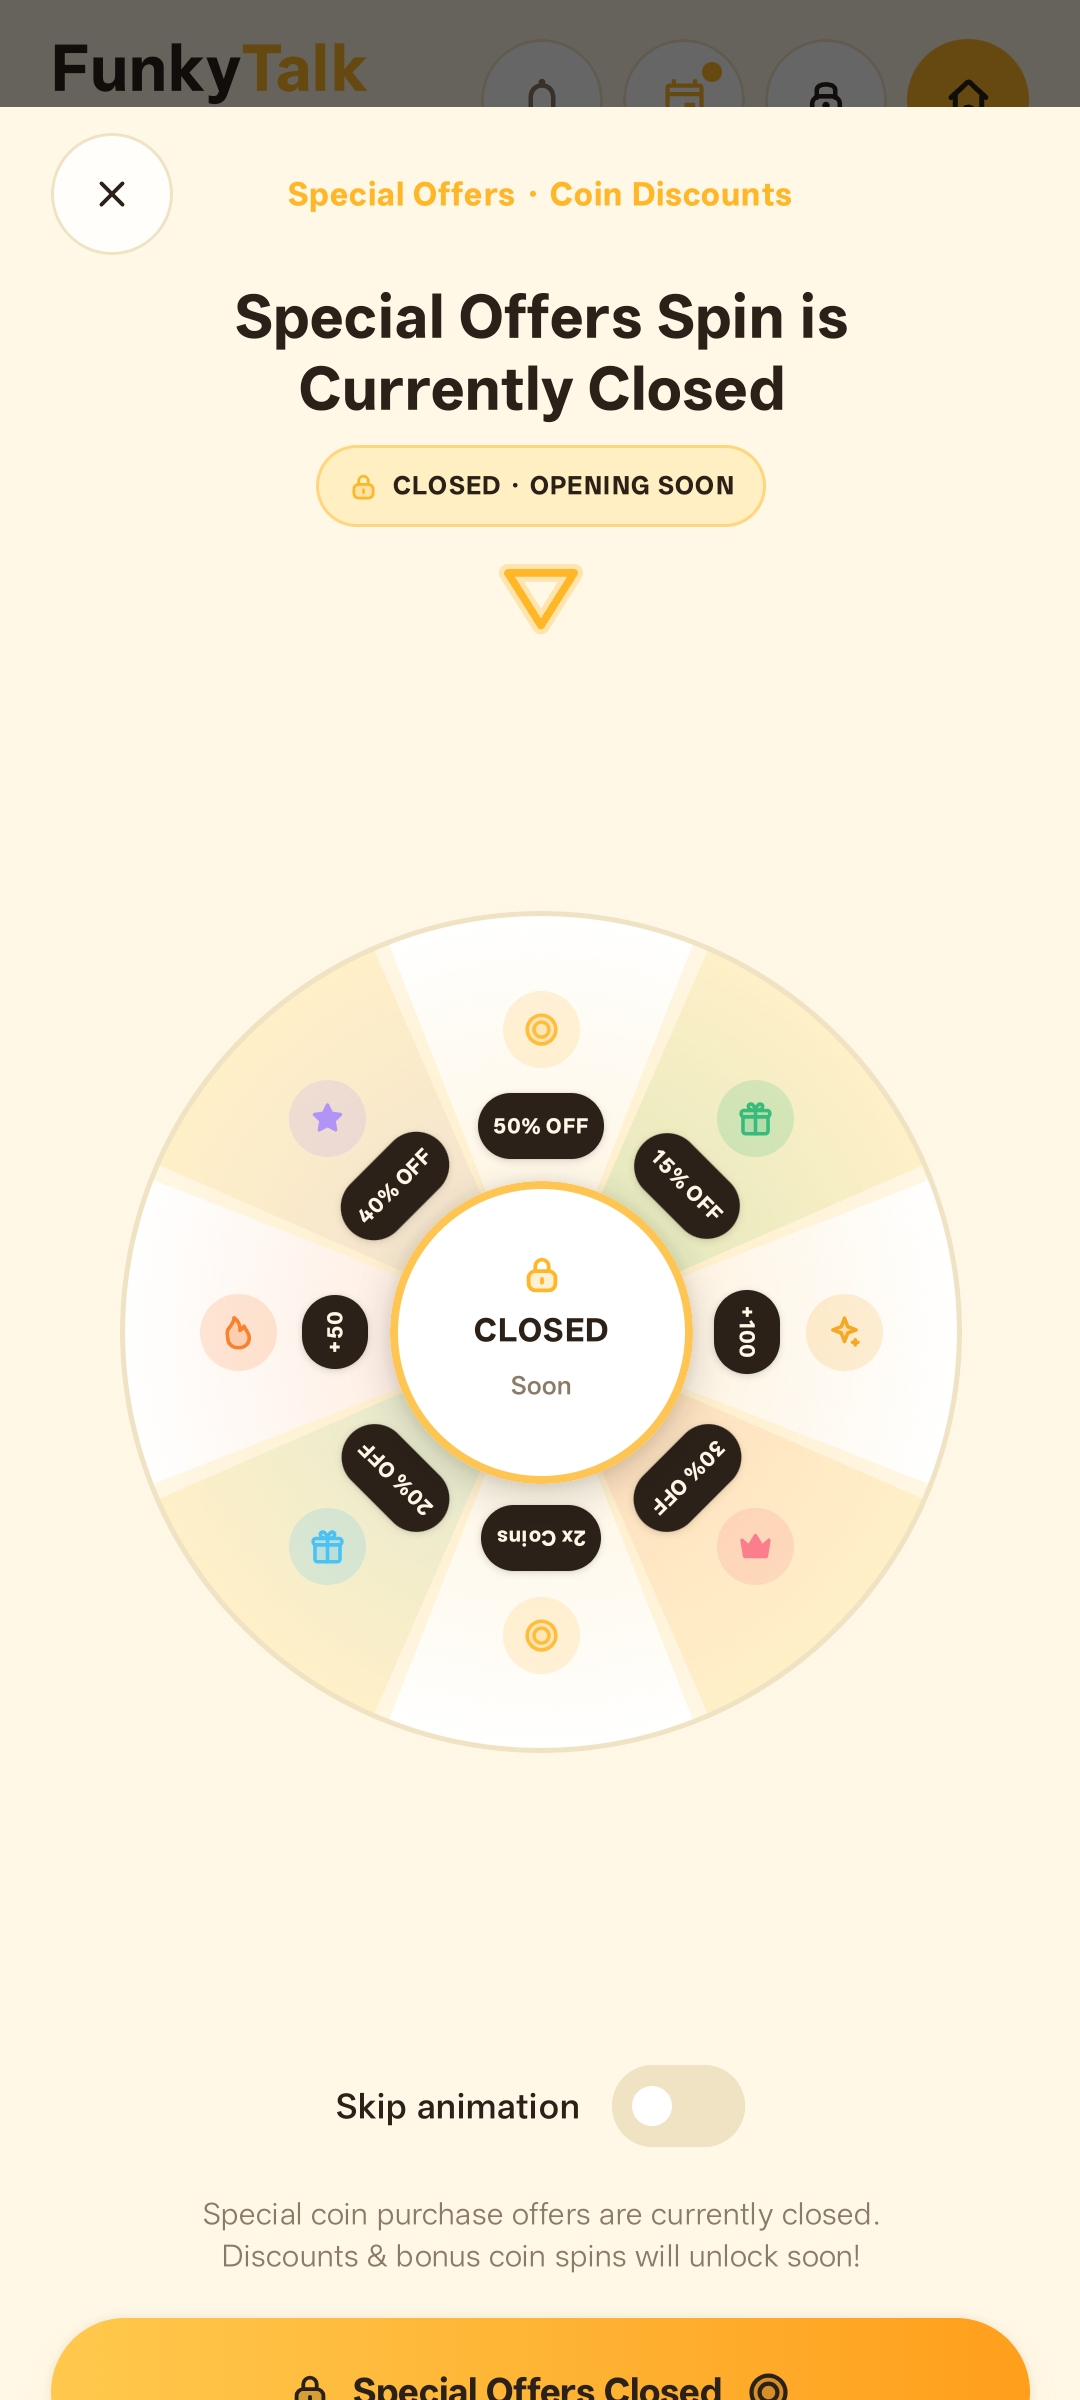 FunkyTalk
Special Offers · Coin Discounts
Special Offers Spin is
Currently Closed
CLOSED · OPENING SOON
50% OFF
15% OFF
+100
30% OFF
2x Coins
20% OFF
+50
40% OFF
CLOSED
Soon
Skip animation
Special coin purchase offers are currently closed.
Discounts & bonus coin spins will unlock soon!
Special Offers Closed